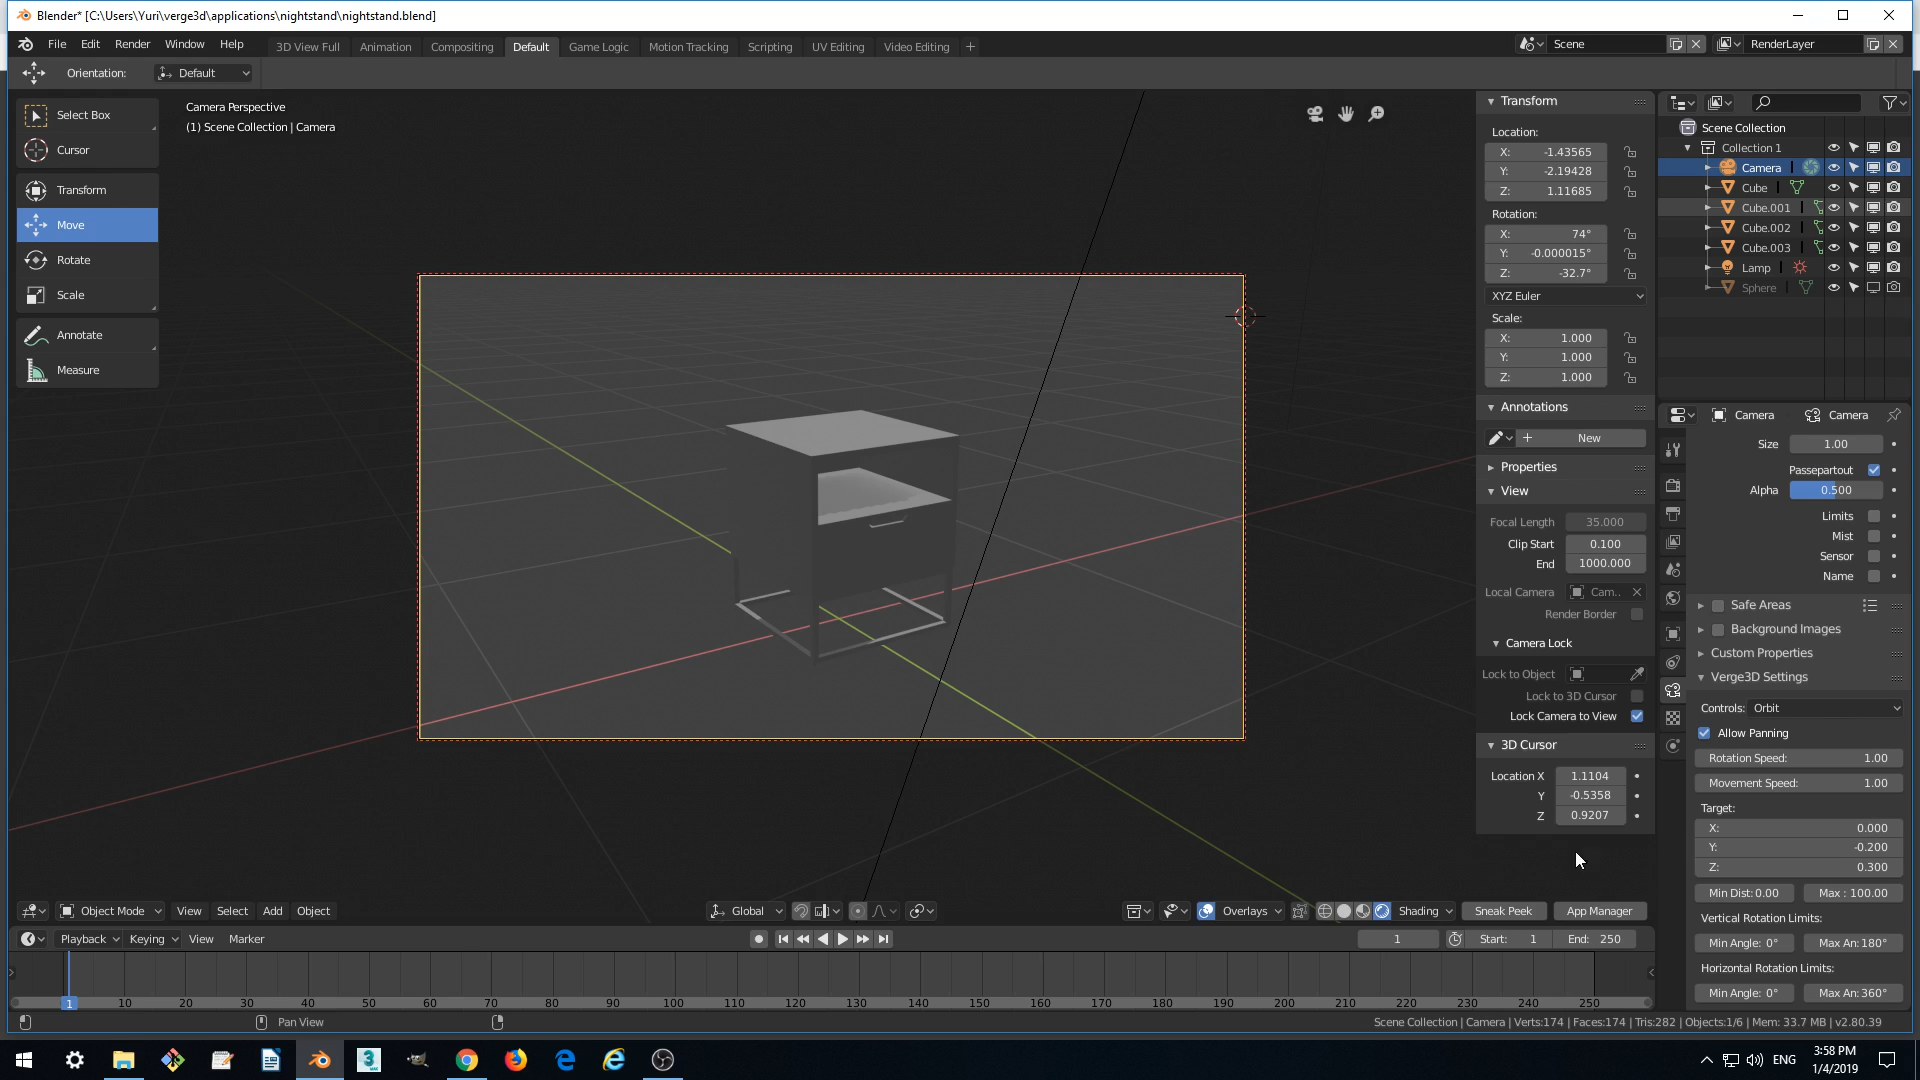 Blender* [C:\Users\Yuri\verge3d\applications\nightstand\nightstand.blend]
File Edit Render Window Help
3D View Full Animation Compositing Default Game Logic Motion Tracking Scripting UV Editing Video Editing +
Scene
RenderLayer
Orientation: Default
Select Box
Cursor
Transform
Move
Rotate
Scale
Annotate
Measure
Camera Perspective
(1) Scene Collection | Camera
Transform
Location:
X: -1.43565
Y: -2.19428
Z: 1.11685
Rotation:
X: 74°
Y: -0.000015°
Z: -32.7°
XYZ Euler
Scale:
X: 1.000
Y: 1.000
Z: 1.000
Annotations
+ New
Properties
View
Focal Length 35.000
Clip Start 0.100
End 1000.000
Local Camera Cam..
Render Border
Camera Lock
Lock to Object
Lock to 3D Cursor
Lock Camera to View
3D Cursor
Location X 1.1104
Y -0.5358
Z 0.9207
Scene Collection
Collection 1
Camera
Cube
Cube.001
Cube.002
Cube.003
Lamp
Sphere
Camera Camera
Size 1.00
Passepartout
Alpha 0.500
Limits
Mist
Sensor
Name
Safe Areas
Background Images
Custom Properties
Verge3D Settings
Controls: Orbit
Allow Panning
Rotation Speed: 1.00
Movement Speed: 1.00
Target:
X: 0.000
Y: -0.200
Z: 0.300
Min Dist: 0.00 Max : 100.00
Vertical Rotation Limits:
Min Angle: 0° Max An: 180°
Horizontal Rotation Limits:
Min Angle: 0° Max An: 360°
Object Mode View Select Add Object
Global
Overlays
Shading
Sneak Peek
App Manager
Playback Keying View Marker
1
Start: 1 End: 250
1 10 20 30 40 50 60 70 80 90 100 110 120 130 140 150 160 170 180 190 200 210 220 230 240 250
Pan View
Scene Collection | Camera | Verts:174 | Faces:174 | Tris:282 | Objects:1/6 | Mem: 33.7 MB | v2.80.39
3
ENG
3:58 PM
1/4/2019